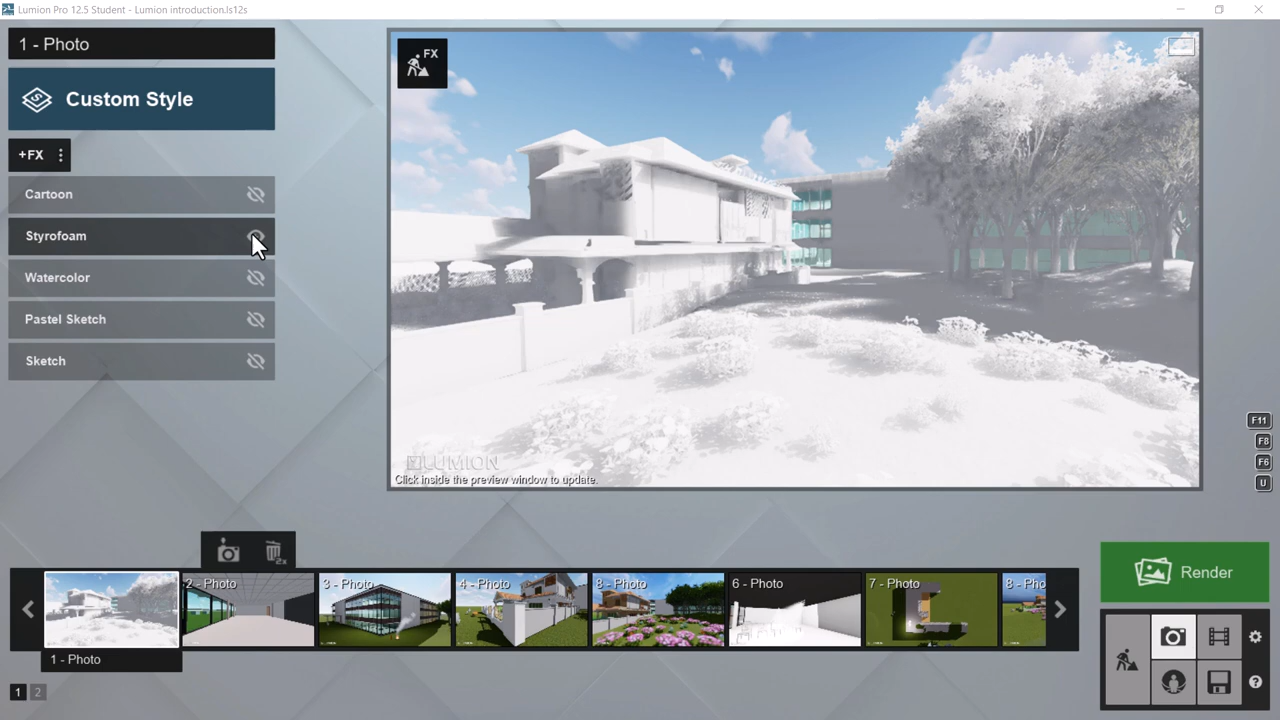 Lumion Pro 12.5 Student - Lumion introduction.ls12s
1 - Photo
Custom Style
+FX
Cartoon
Styrofoam
Watercolor
Pastel Sketch
Sketch
FX
LUMION
Click inside the preview window to update.
F11
F8
F6
U
2x
2 - Photo
3 - Photo
4 - Photo
8 - Photo
6 - Photo
7 - Photo
8 - Pho
1 - Photo
Render
1 2